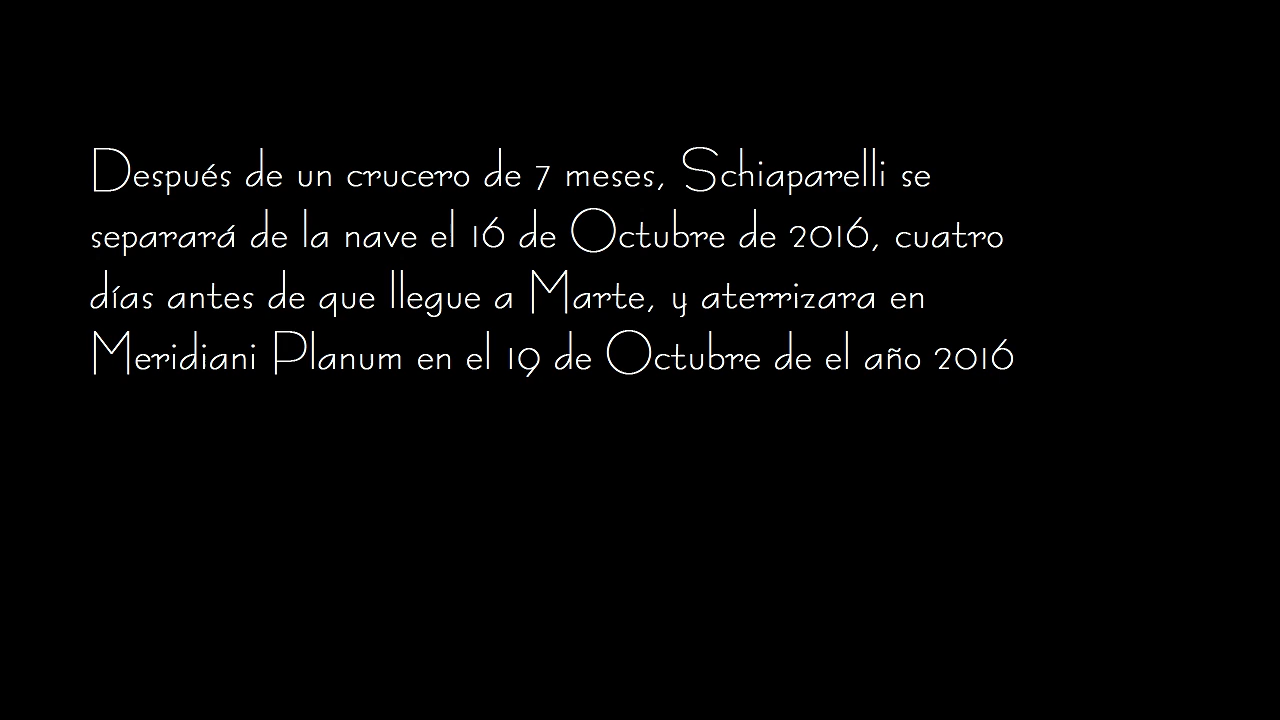 Después de un crucero de 7 meses, Schiaparelli se
separará de la nave el 16 de Octubre de 2016, cuatro
días antes de que llegue a Marte, y aterrizara en
Meridiani Planum en el 19 de Octubre de el año 2016